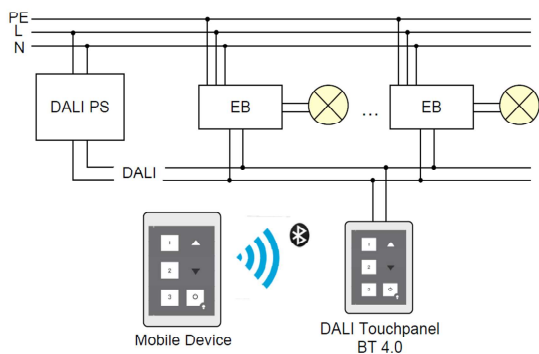 PE
L
N
DALI PS
EB
...
EB
DALI
1
2
3
1
2
3
Mobile Device
DALI Touchpanel
BT 4.0